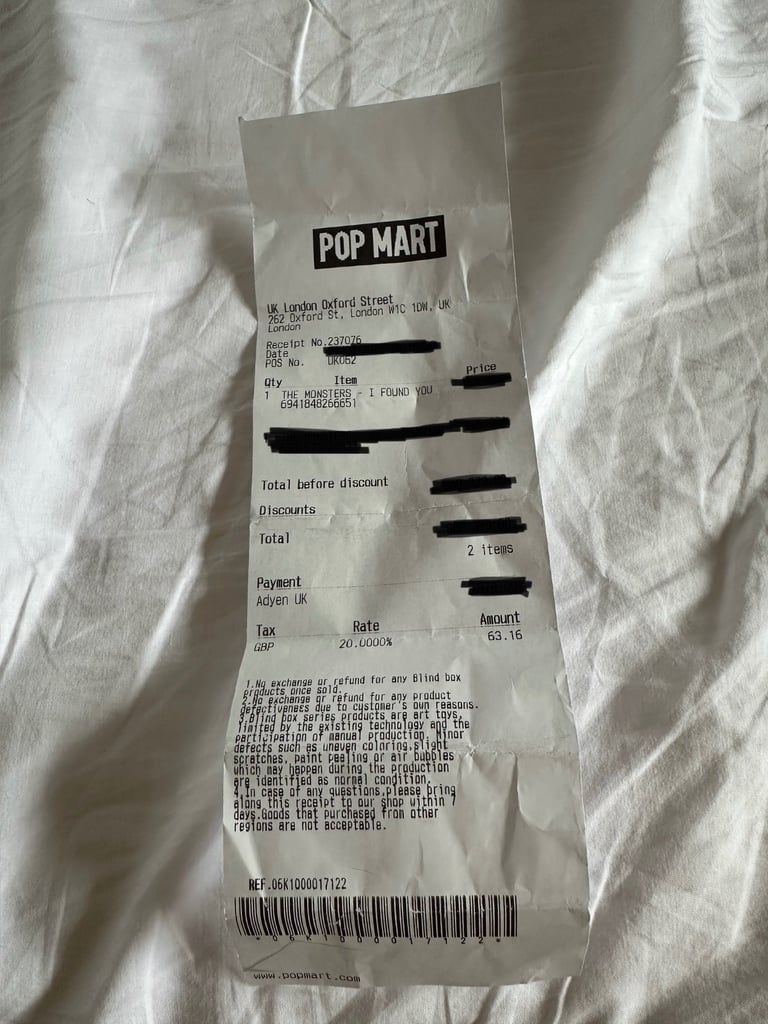 POP MART
UK London Oxford Street
262 Oxford St, London W1C 1DW, UK
London
Receipt No.237076
Date
POS No. UK062
Qty Item Price
1 THE MONSTERS - I FOUND YOU
6941848266651
Total before discount
Discounts
Total
2 items
Payment
Adyen UK
Tax Rate Amount
GBP 20.0000% 63.16
1.No exchange or refund for any Blind box
products once sold.
2.No exchange or refund for any product
defectiveness due to customer's own reasons.
3.Blind box series products are art toys,
limited by the existing technology and the
participation of manual production. Minor
defects such as uneven coloring,slight
scratches, paint peeling or air bubbles
which may happen during the production
are identified as normal condition.
4.In case of any questions,please bring
along this receipt to our shop within 7
days.Goods that purchased from other
regions are not acceptable.
REF.06K1000017122
*06K1000017122*
www.popmart.com